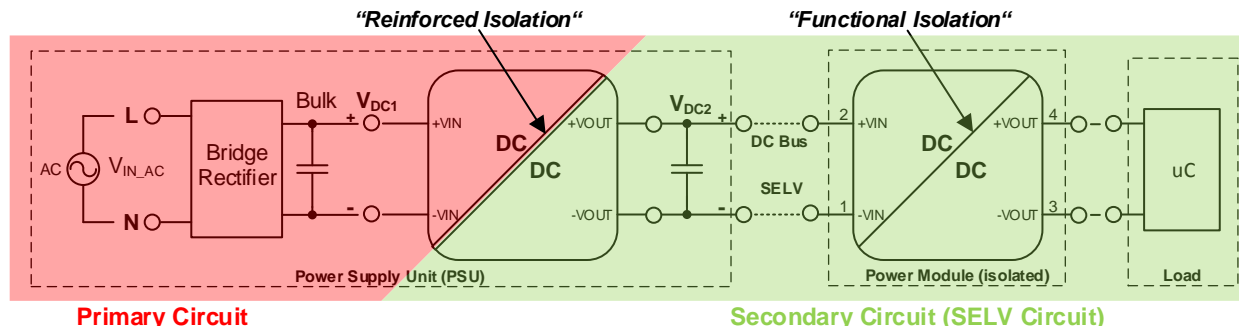 “Reinforced Isolation“
“Functional Isolation“
L
Bulk
+
VDC1
+VIN
DC
DC
+VOUT
VDC2
+
DC Bus
2
+VIN
DC
DC
+VOUT
4
AC
VIN_AC
Bridge
Rectifier
uC
N
-
-VIN
-VOUT
-
SELV
1
-VIN
-VOUT
3
Power Supply Unit (PSU)
Power Module (isolated)
Load
Primary Circuit
Secondary Circuit (SELV Circuit)